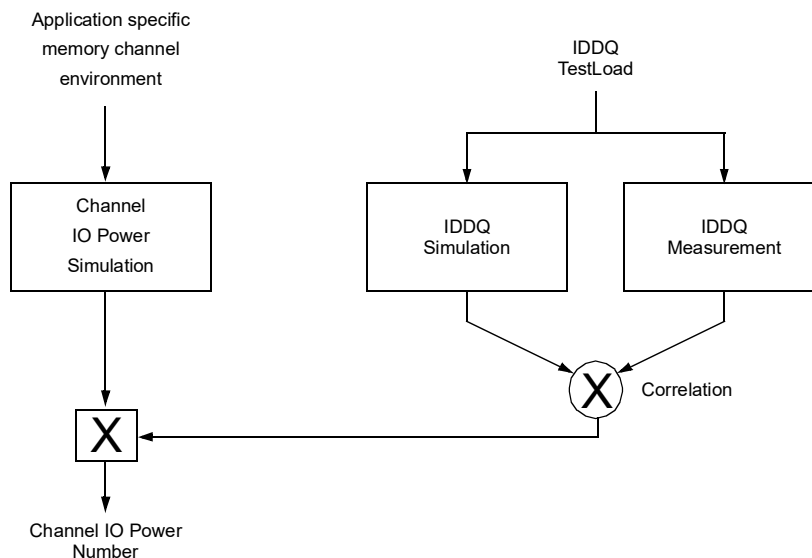 Application specific
memory channel
environment
IDDQ
TestLoad
Channel
IO Power
Simulation
IDDQ
Simulation
IDDQ
Measurement
X
Correlation
X
Channel IO Power
Number